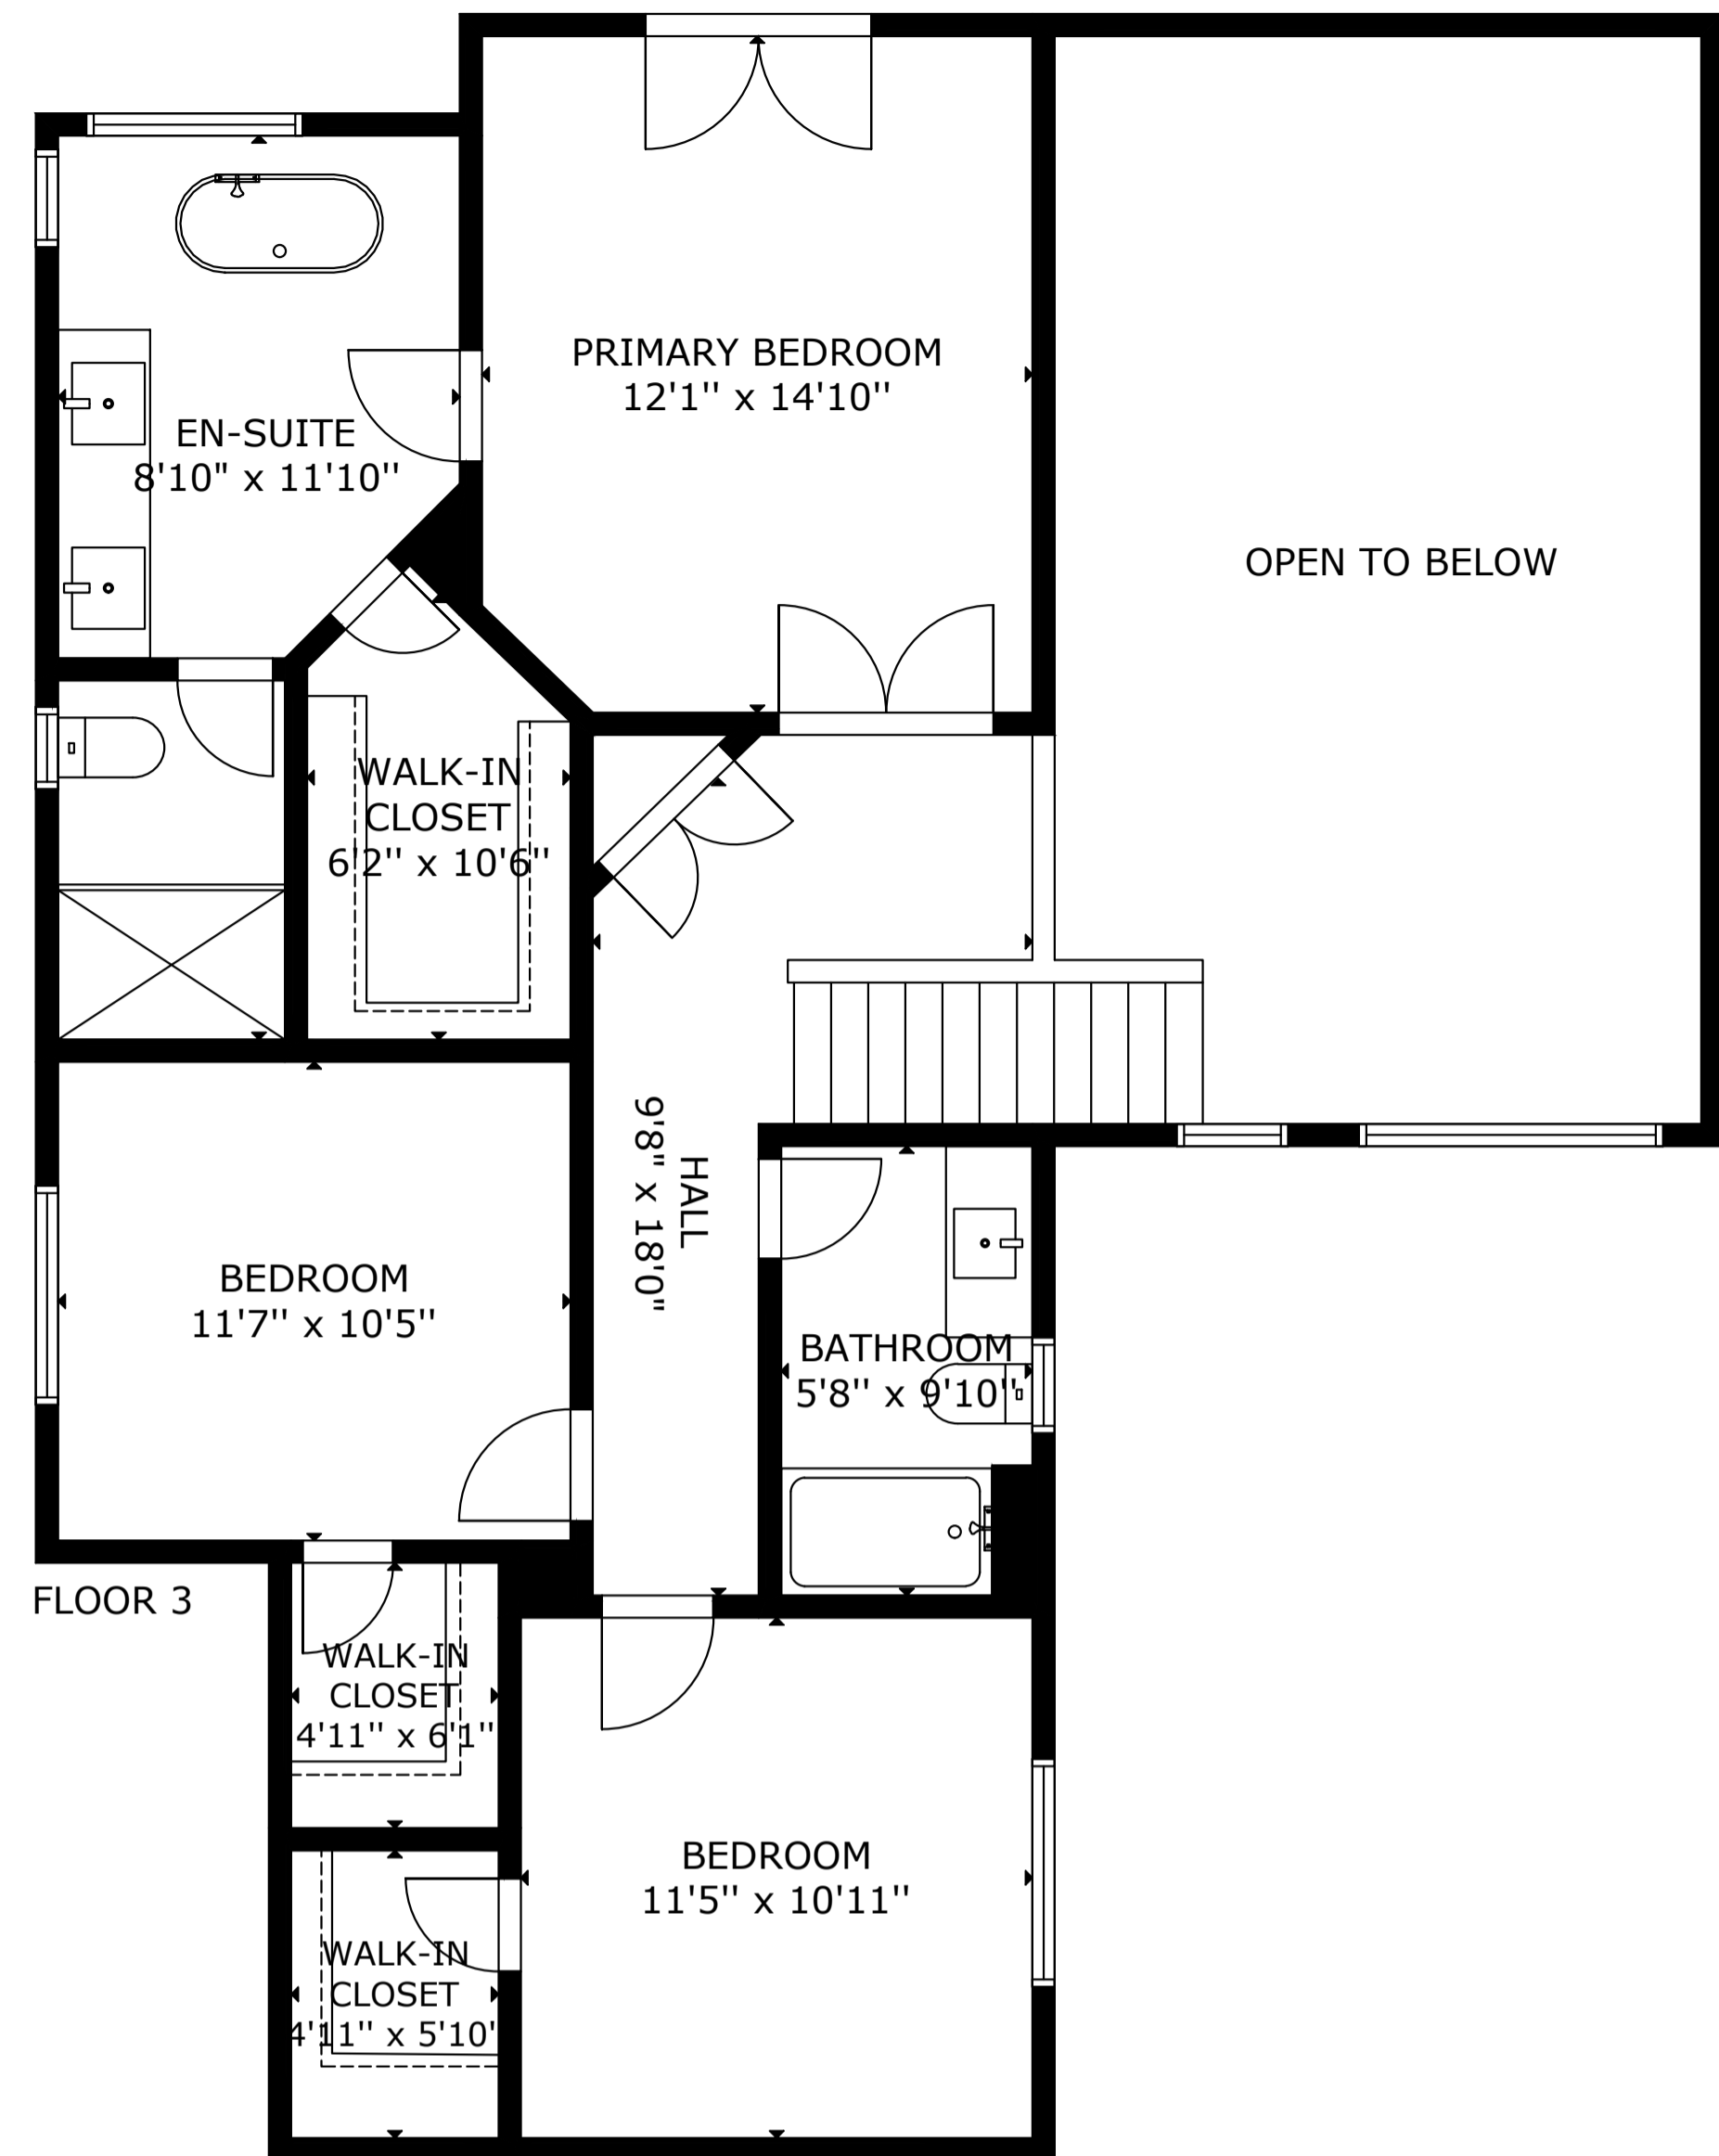 PRIMARY BEDROOM
12'1'' x 14'10''
EN-SUITE
8'10" x 11'10''
OPEN TO BELOW
WALK-IN
CLOSET
6'2'' x 10'6''
HALL
9'8" x 18'0"
BEDROOM
11'7'' x 10'5''
BATHROOM
5'8'' x 9'10''
FLOOR 3
WALK-IN
CLOSET
4'11'' x 6'1''
BEDROOM
11'5'' x 10'11''
WALK-IN
CLOSET
4'11'' x 5'10'